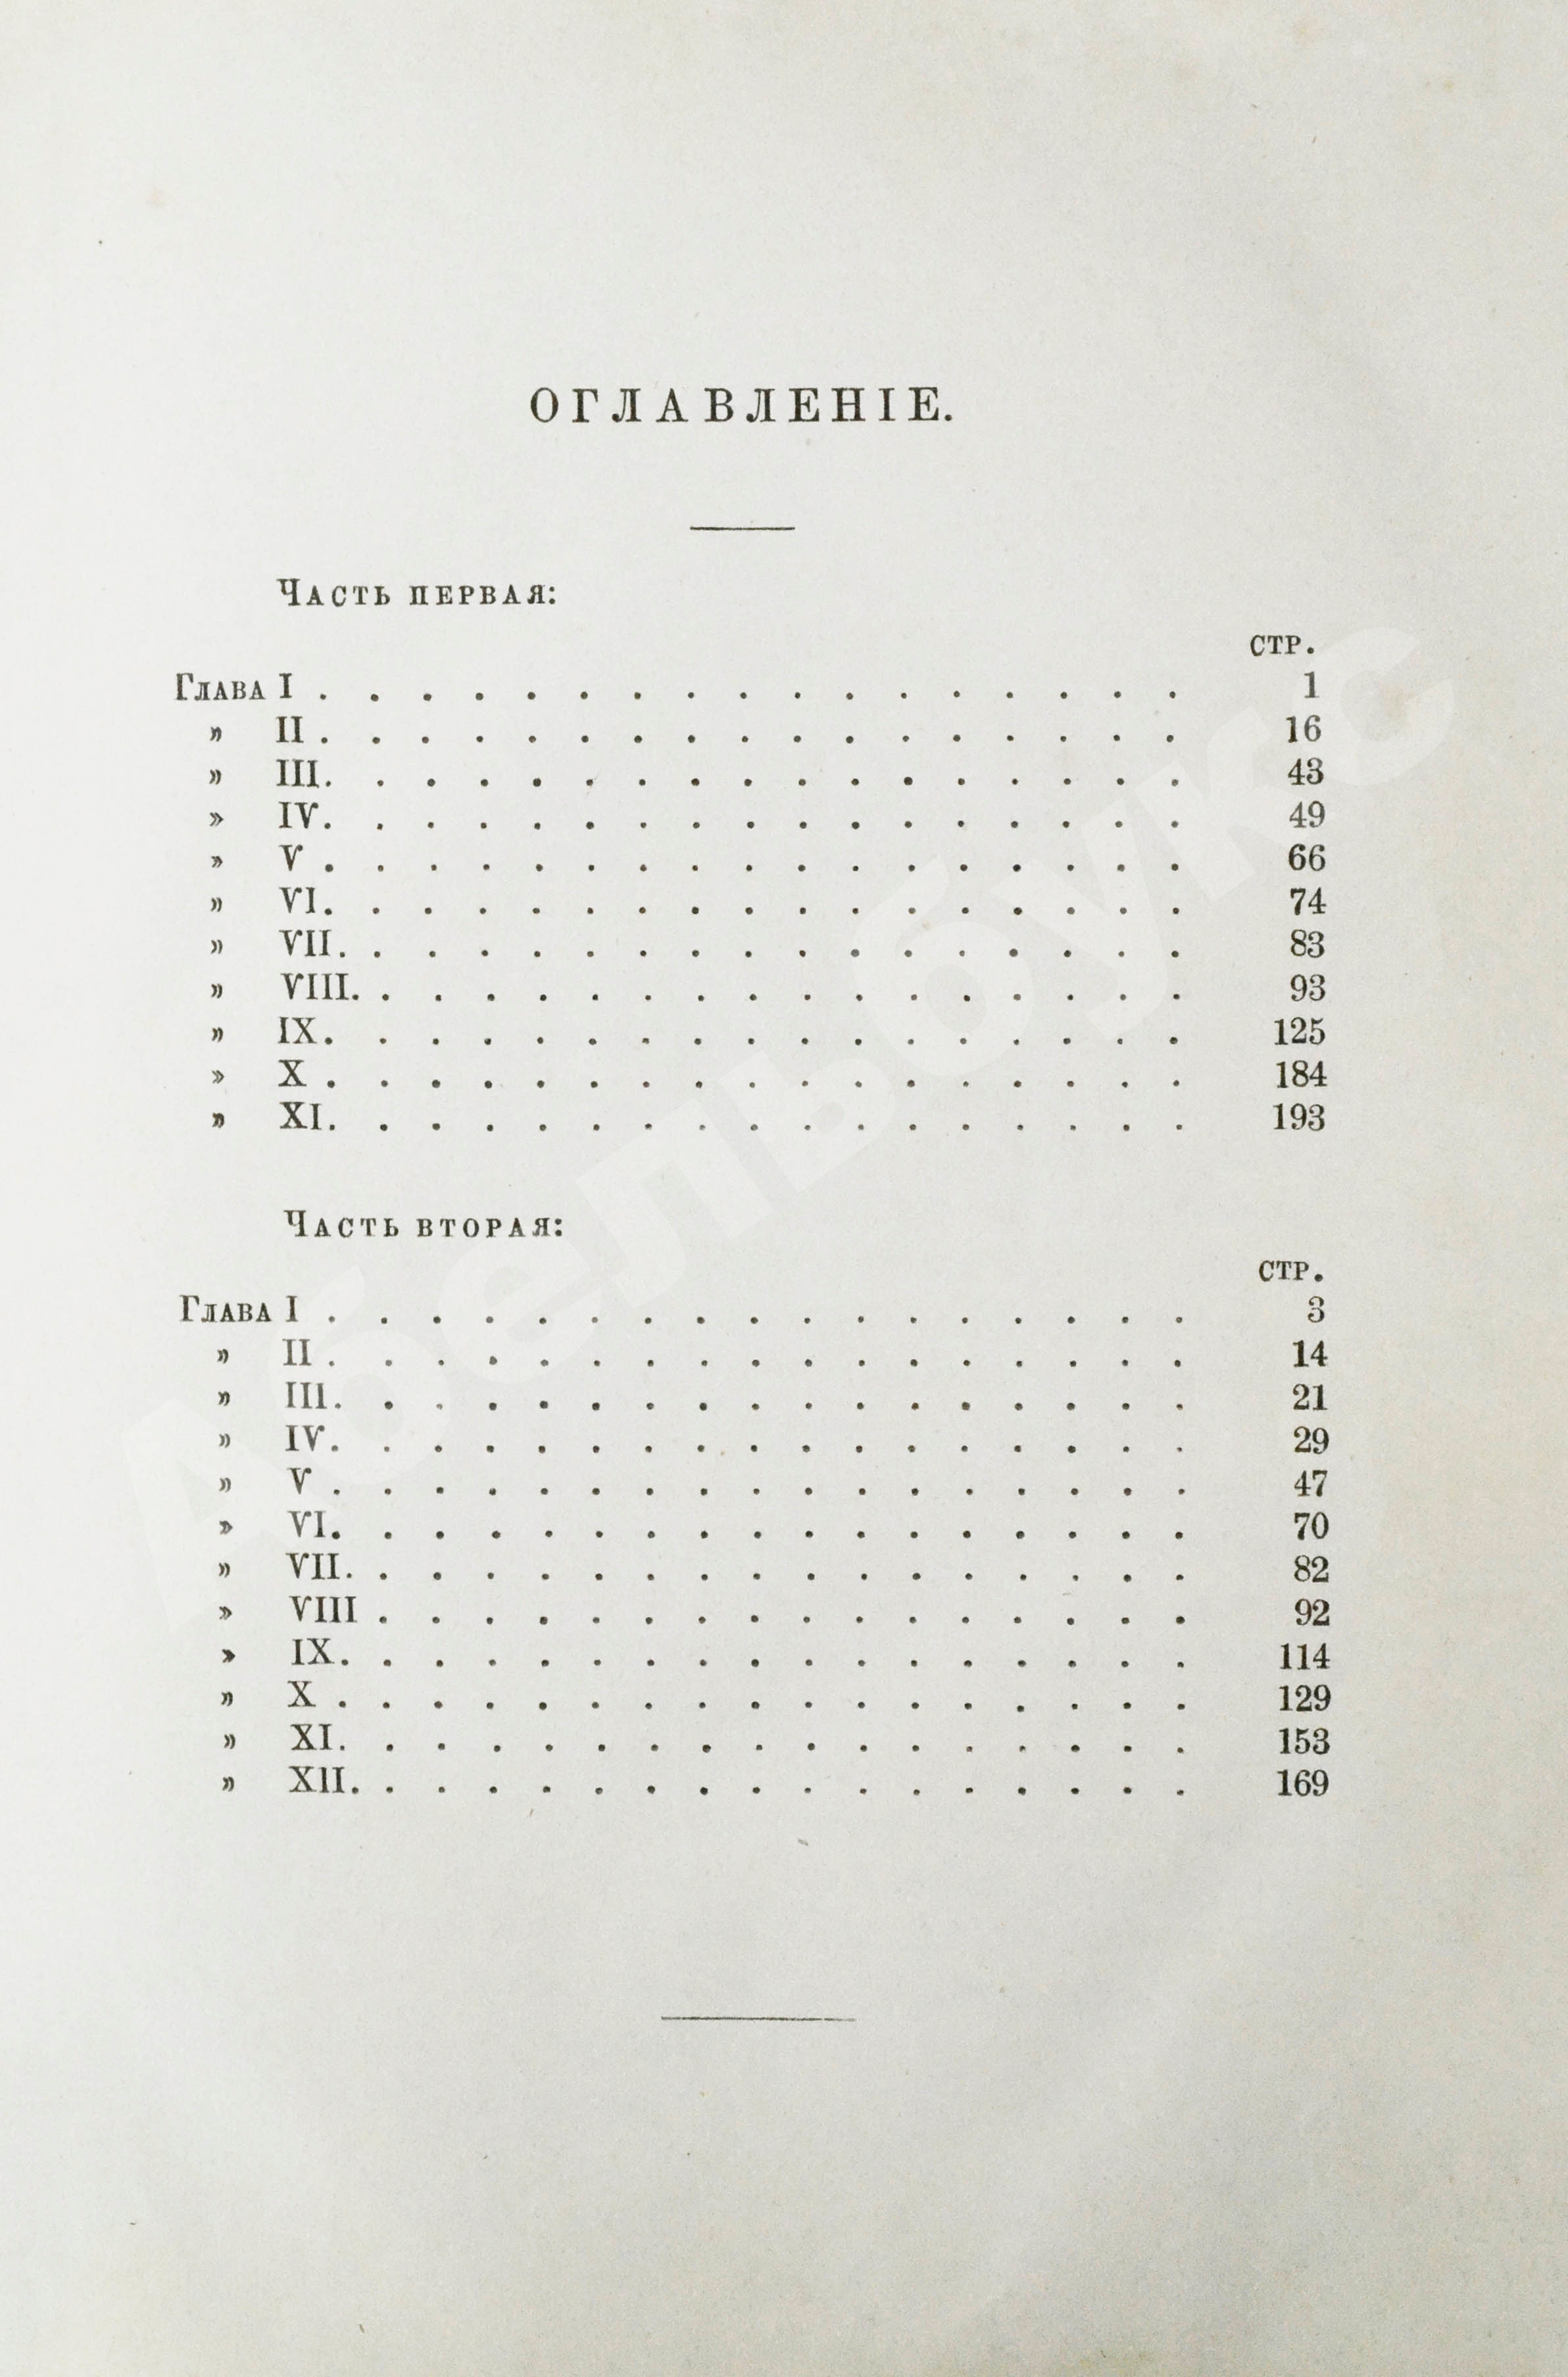 ОГЛАВЛЕНІЕ.
Часть первая:
стр.
Глава I . . . . . . . . . . . . . . . . . 1
» II . . . . . . . . . . . . . . . . . 16
» III. . . . . . . . . . . . . . . . . 43
» IV. . . . . . . . . . . . . . . . . 49
» V . . . . . . . . . . . . . . . . . 66
» VI. . . . . . . . . . . . . . . . . 74
» VII. . . . . . . . . . . . . . . . . 83
» VIII. . . . . . . . . . . . . . . . . 93
» IX. . . . . . . . . . . . . . . . . 125
» X . . . . . . . . . . . . . . . . . 184
» XI. . . . . . . . . . . . . . . . . 193
Часть вторая:
стр.
Глава I . . . . . . . . . . . . . . . . . 3
» II . . . . . . . . . . . . . . . . . 14
» III. . . . . . . . . . . . . . . . . 21
» IV. . . . . . . . . . . . . . . . . 29
» V . . . . . . . . . . . . . . . . . 47
» VI. . . . . . . . . . . . . . . . . 70
» VII. . . . . . . . . . . . . . . . . 82
» VIII . . . . . . . . . . . . . . . . 92
» IX. . . . . . . . . . . . . . . . . 114
» X . . . . . . . . . . . . . . . . . 129
» XI. . . . . . . . . . . . . . . . . 153
» XII. . . . . . . . . . . . . . . . . 169
Абельбукс